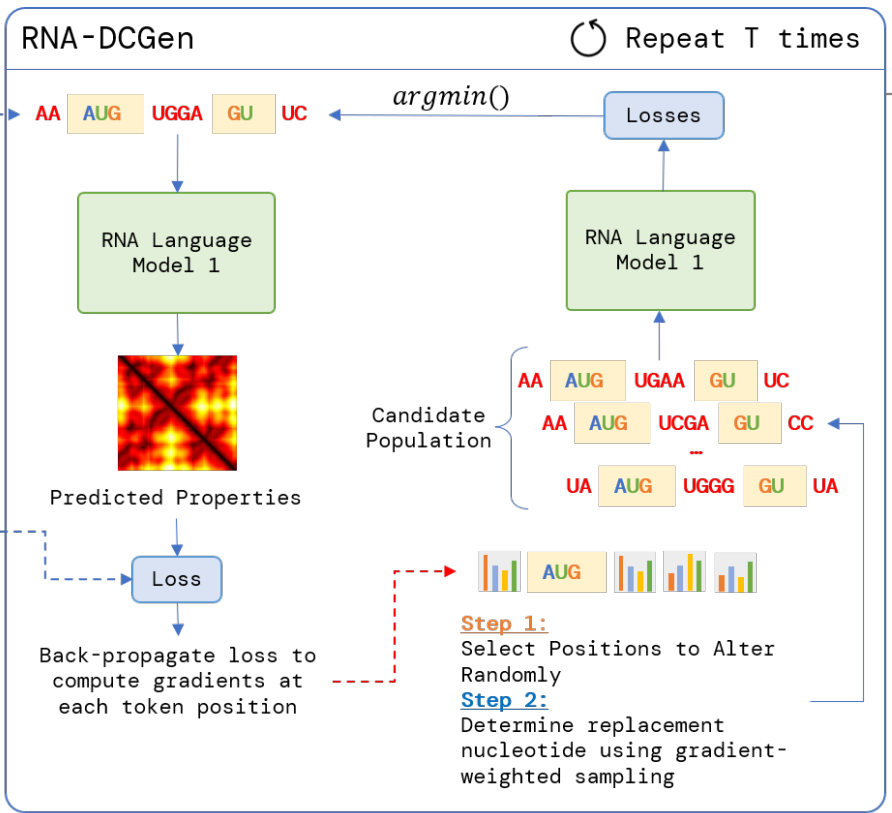 RNA-DCGen
Repeat T times
AA AUG UGGA GU UC
argmin()
Losses
RNA Language
Model 1
RNA Language
Model 1
Predicted Properties
Candidate
Population
AA AUG UGAA GU UC
AA AUG UCGA GU CC
...
UA AUG UGGG GU UA
Loss
AUG
Back-propagate loss to
compute gradients at
each token position
Step 1:
Select Positions to Alter
Randomly
Step 2:
Determine replacement
nucleotide using gradient-
weighted sampling